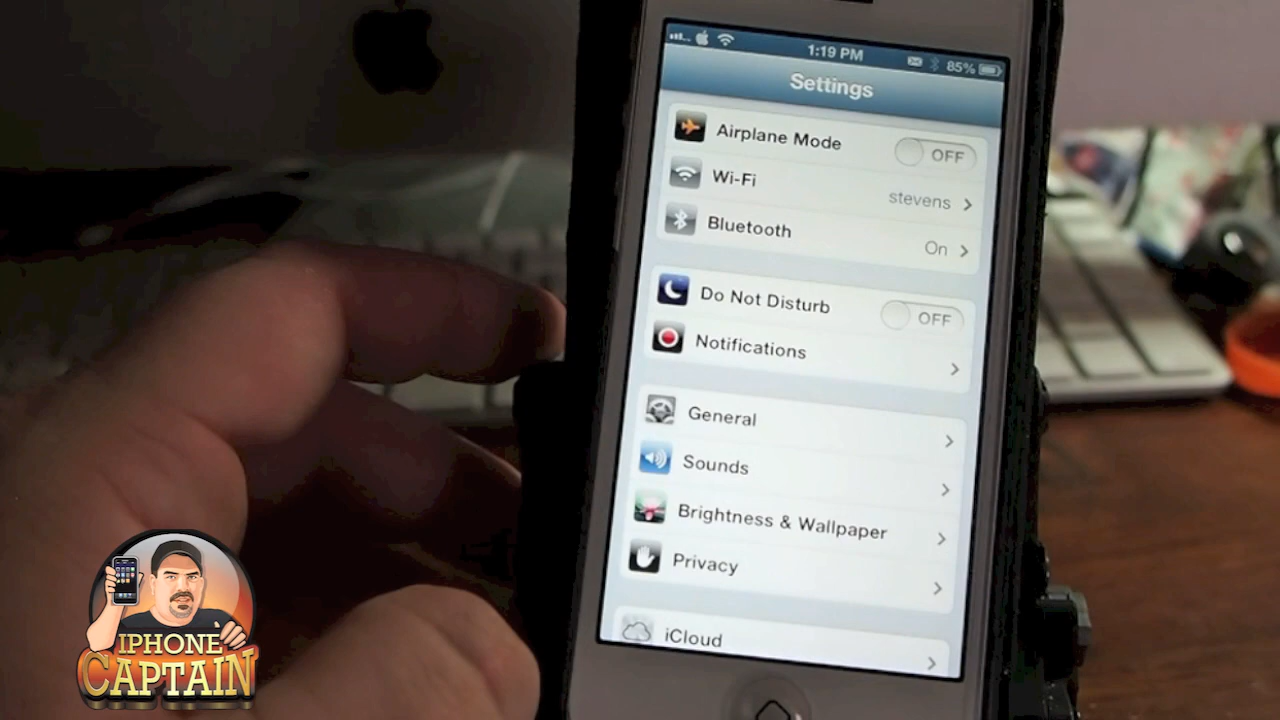 1:19 PM
85%
Settings
Airplane Mode
OFF
Wi-Fi
stevens
Bluetooth
On
Do Not Disturb
OFF
Notifications
General
Sounds
Brightness & Wallpaper
Privacy
iCloud
IPHONE
CAPTAIN